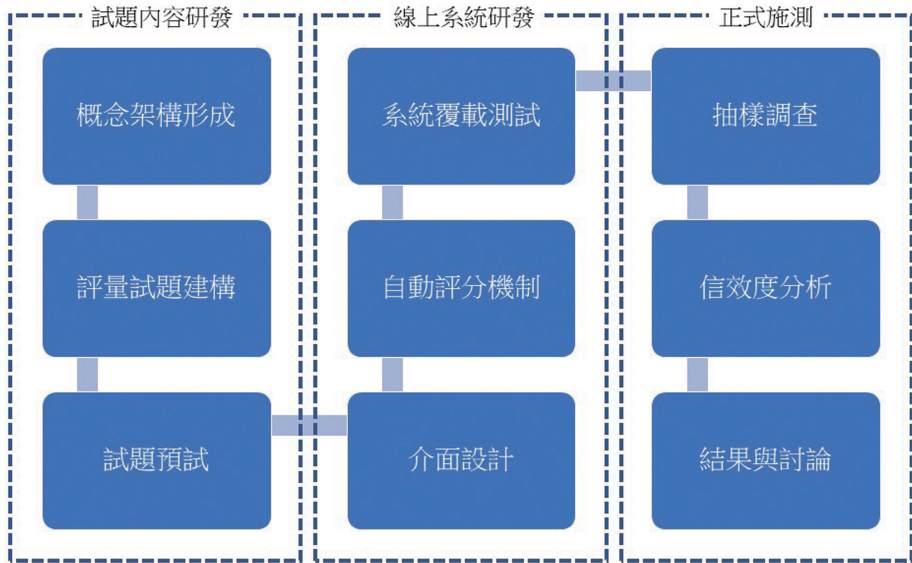 試題內容研發
概念架構形成
評量試題建構
試題預試
線上系統研發
系統覆載測試
自動評分機制
介面設計
正式施測
抽樣調查
信效度分析
結果與討論